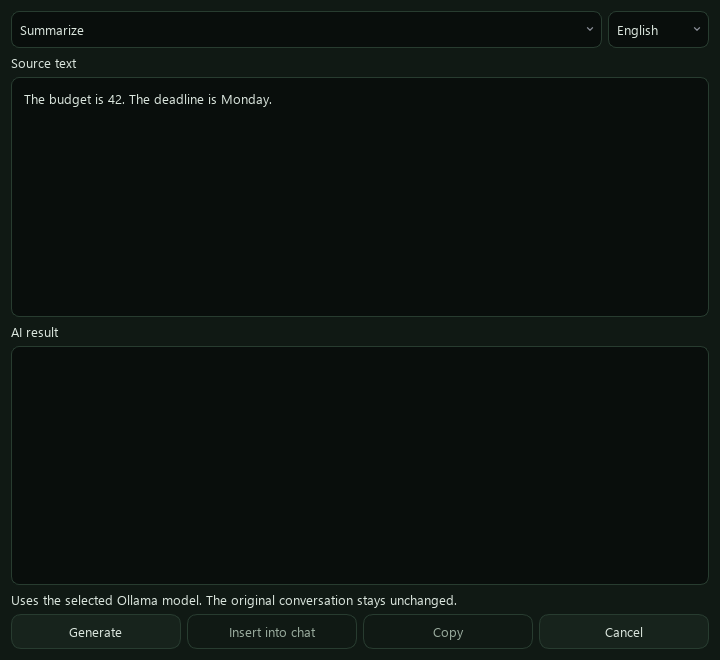 Summarize
English
Source text
The budget is 42. The deadline is Monday.
AI result
Uses the selected Ollama model. The original conversation stays unchanged.
Generate
Insert into chat
Copy
Cancel